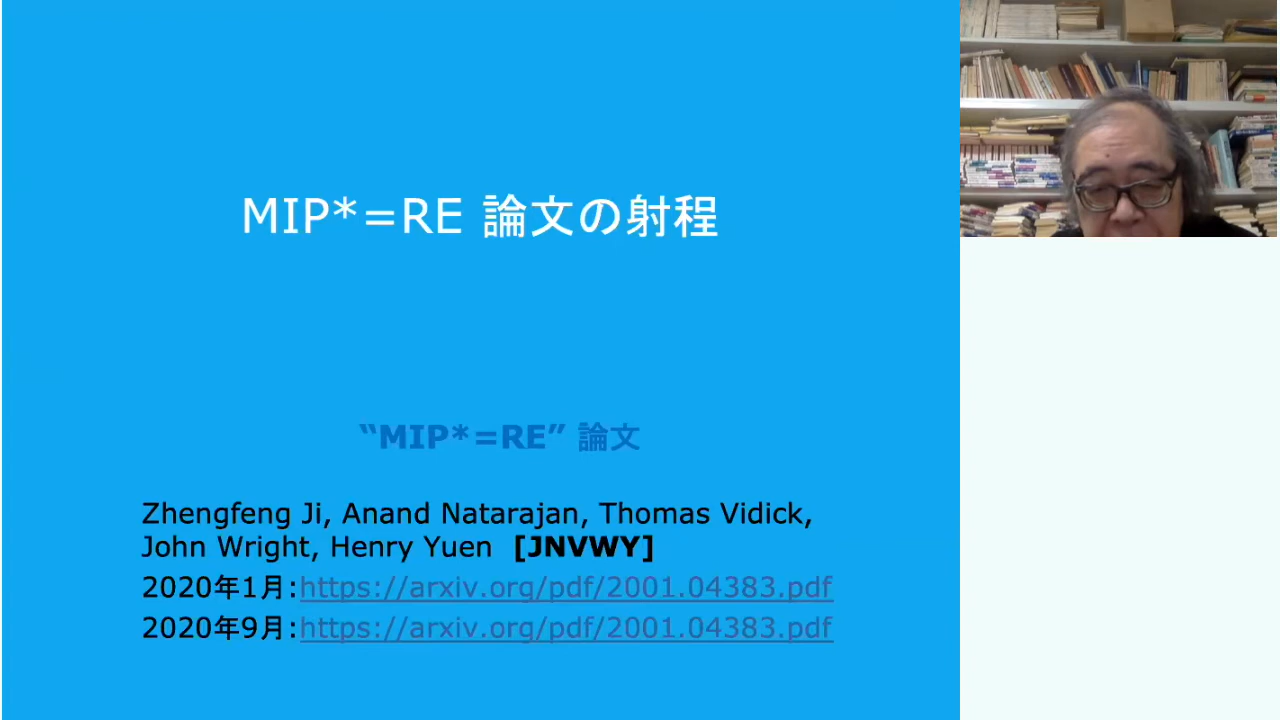 MIP*=RE 論文の射程
“MIP*=RE” 論文
Zhengfeng Ji, Anand Natarajan, Thomas Vidick,
John Wright, Henry Yuen [JNVWY]
2020年1月:https://arxiv.org/pdf/2001.04383.pdf
2020年9月:https://arxiv.org/pdf/2001.04383.pdf